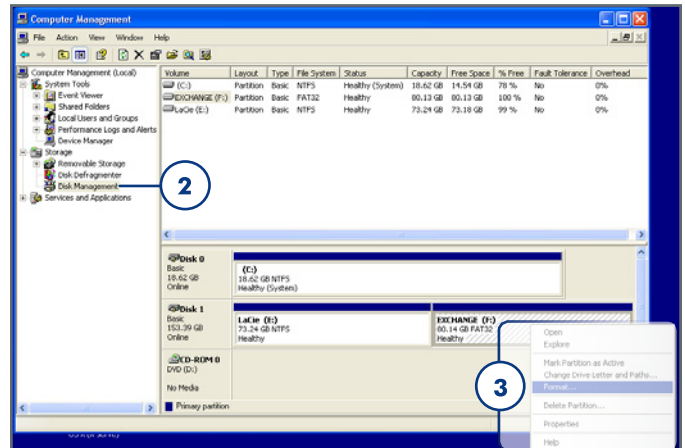 Computer Management
File Action View Window Help
Computer Management (Local)
System Tools
Event Viewer
Shared Folders
Local Users and Groups
Performance Logs and Alerts
Device Manager
Storage
Removable Storage
Disk Defragmenter
Disk Management
Services and Applications
Volume Layout Type File System Status Capacity Free Space % Free Fault Tolerance Overhead
(C:) Partition Basic NTFS Healthy (System) 18.62 GB 14.54 GB 78 % No 0%
EXCHANGE (F:) Partition Basic FAT32 Healthy 80.13 GB 80.13 GB 100 % No 0%
LaCie (E:) Partition Basic NTFS Healthy 73.24 GB 73.18 GB 99 % No 0%
2
Disk 0
Basic
18.62 GB
Online
(C:)
18.62 GB NTFS
Healthy (System)
Disk 1
Basic
153.39 GB
Online
LaCie (E:)
73.24 GB NTFS
Healthy
EXCHANGE (F:)
80.14 GB FAT32
Healthy
CD-ROM 0
DVD (D:)
No Media
Primary partition
3
Open
Explore
Mark Partition as Active
Change Drive Letter and Paths...
Format...
Delete Partition...
Properties
Help